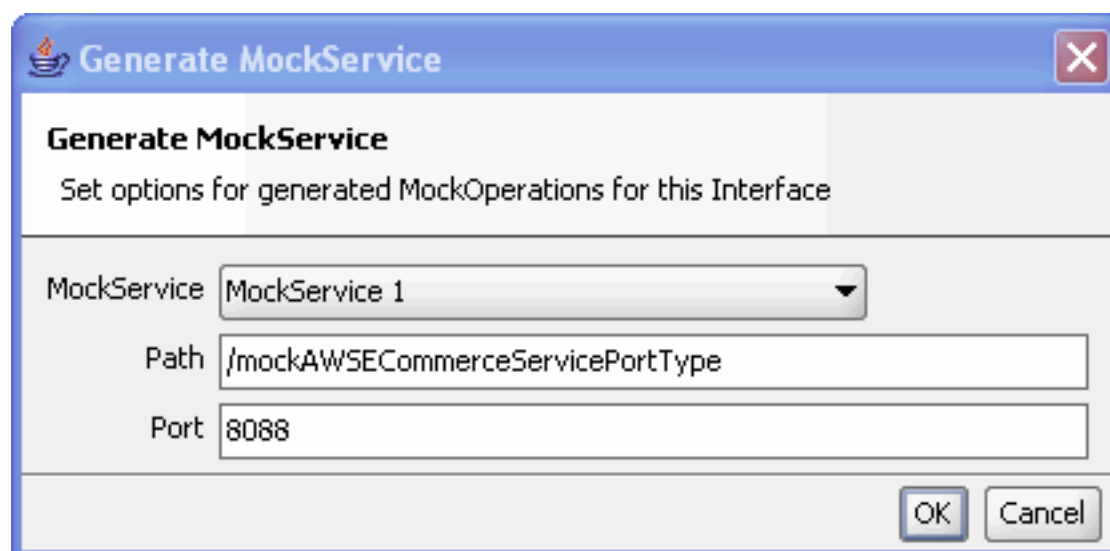 Generate MockService
Generate MockService
Set options for generated MockOperations for this Interface
MockService MockService 1
Path /mockAWSECommerceServicePortType
Port 8088
OK Cancel